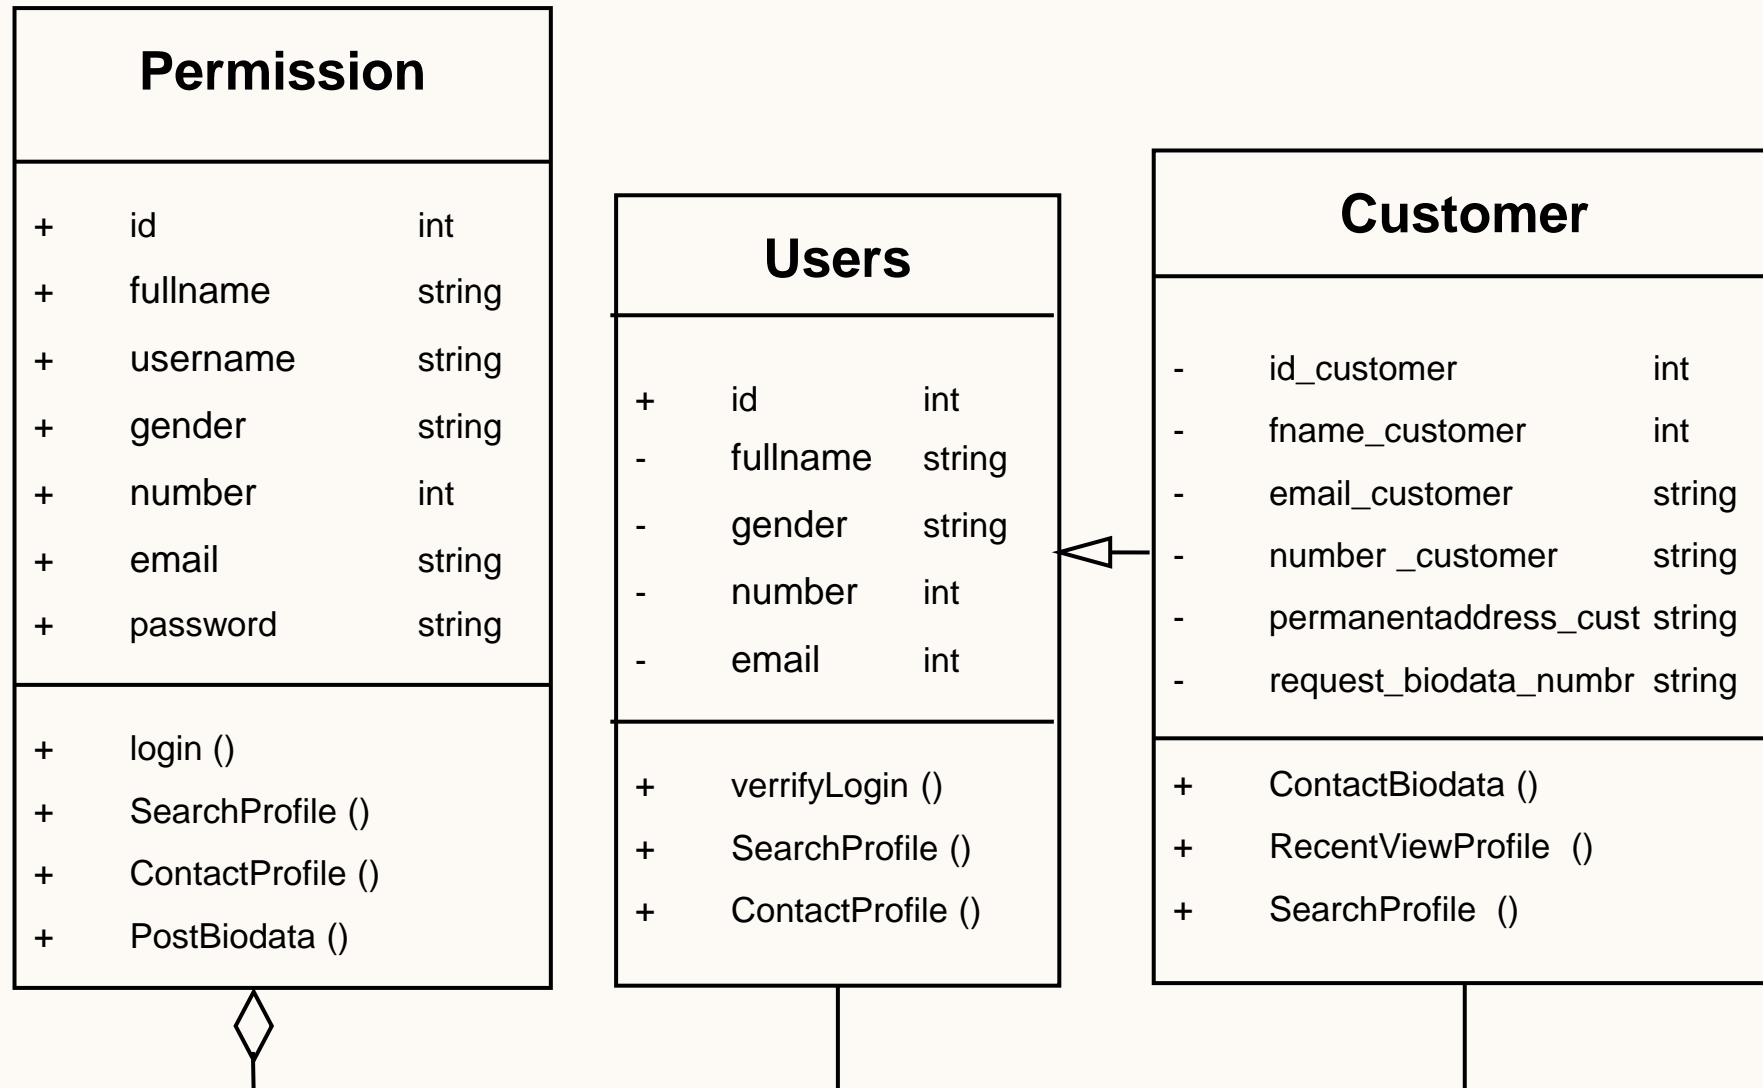 Permission
+ id int
+ fullname string
+ username string
+ gender string
+ number int
+ email string
+ password string
+ login ()
+ SearchProfile ()
+ ContactProfile ()
+ PostBiodata ()
Users
+ id int
- fullname string
- gender string
- number int
- email int
+ verrifyLogin ()
+ SearchProfile ()
+ ContactProfile ()
Customer
- id_customer int
- fname_customer int
- email_customer string
- number _customer string
- permanentaddress_cust string
- request_biodata_numbr string
+ ContactBiodata ()
+ RecentViewProfile ()
+ SearchProfile ()